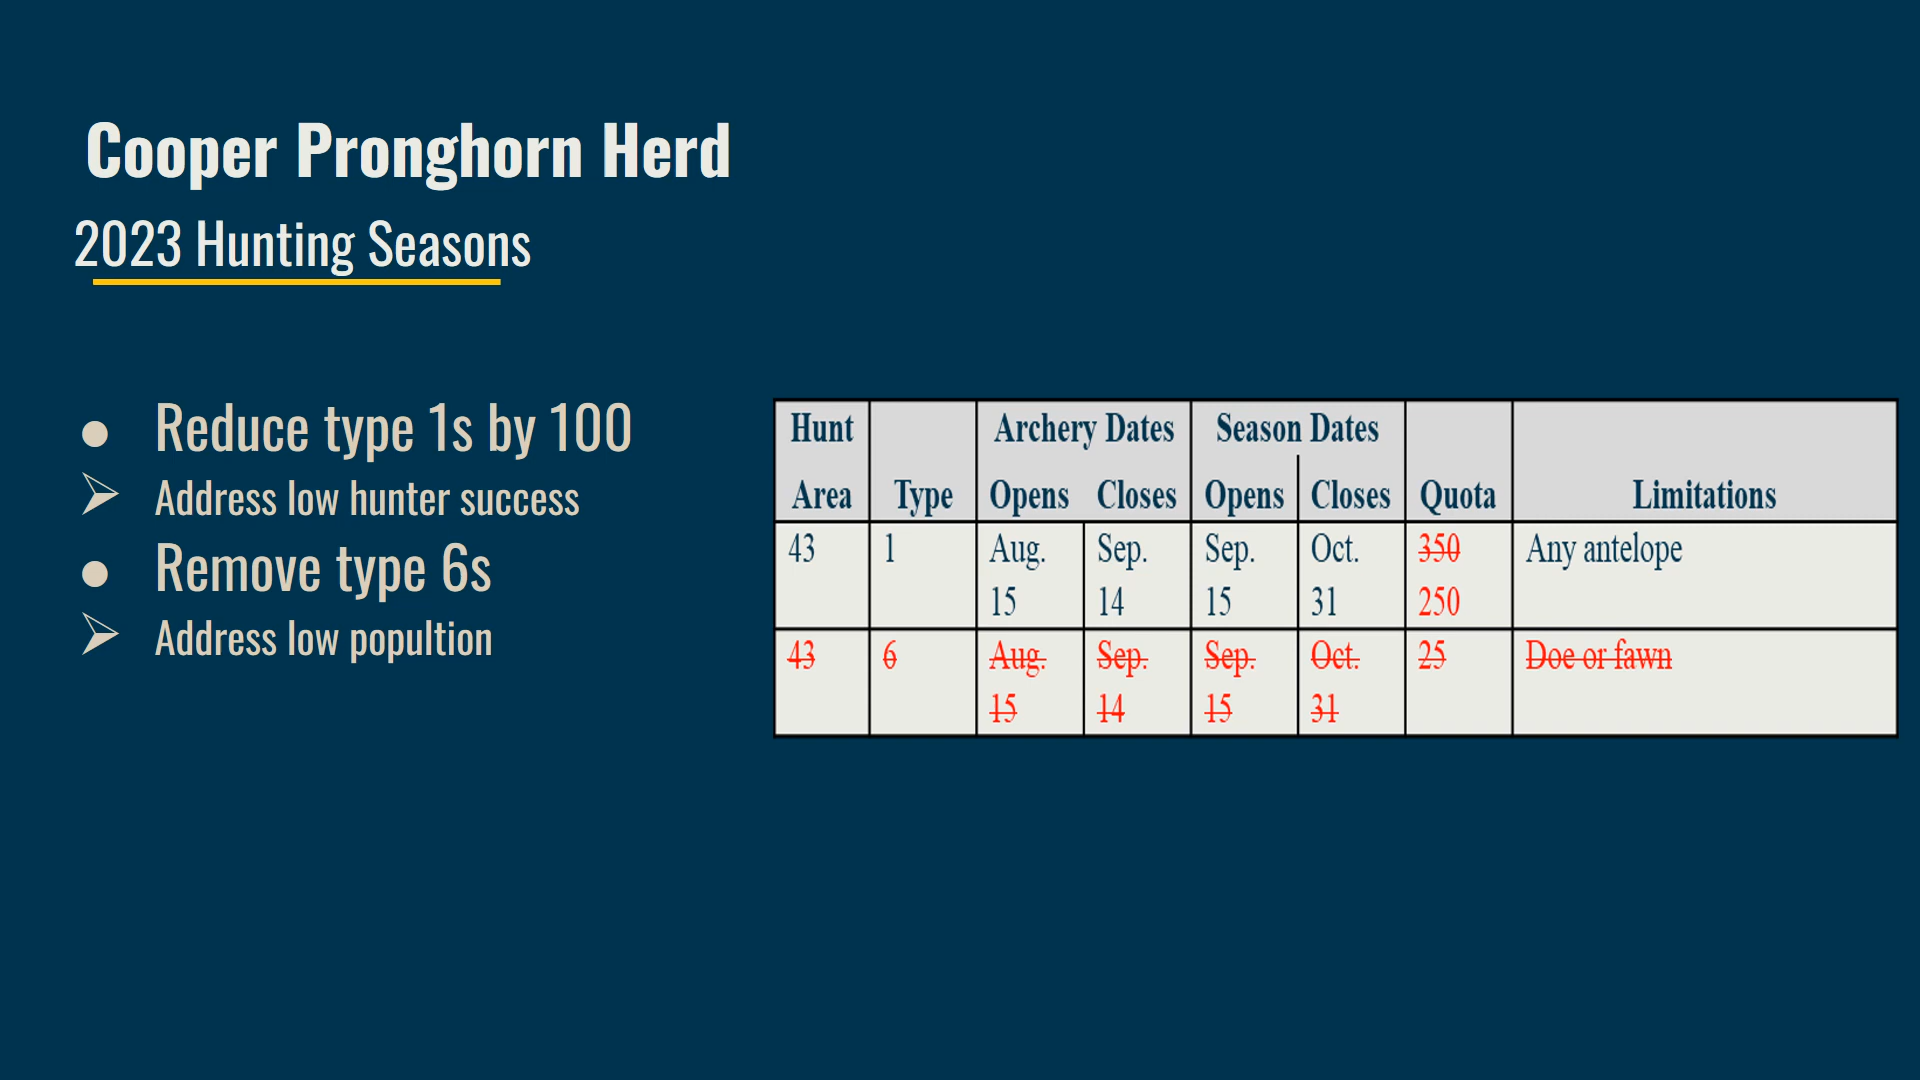 Cooper Pronghorn Herd
2023 Hunting Seasons
● Reduce type 1s by 100
➢ Address low hunter success
● Remove type 6s
➢ Address low popultion
Hunt Archery Dates Season Dates
Area Type Opens Closes Opens Closes Quota Limitations
43 1 Aug. Sep. Sep. Oct. 350 Any antelope
15 14 15 31 250
43 6 Aug. Sep. Sep. Oct. 25 Doe or fawn
15 14 15 31